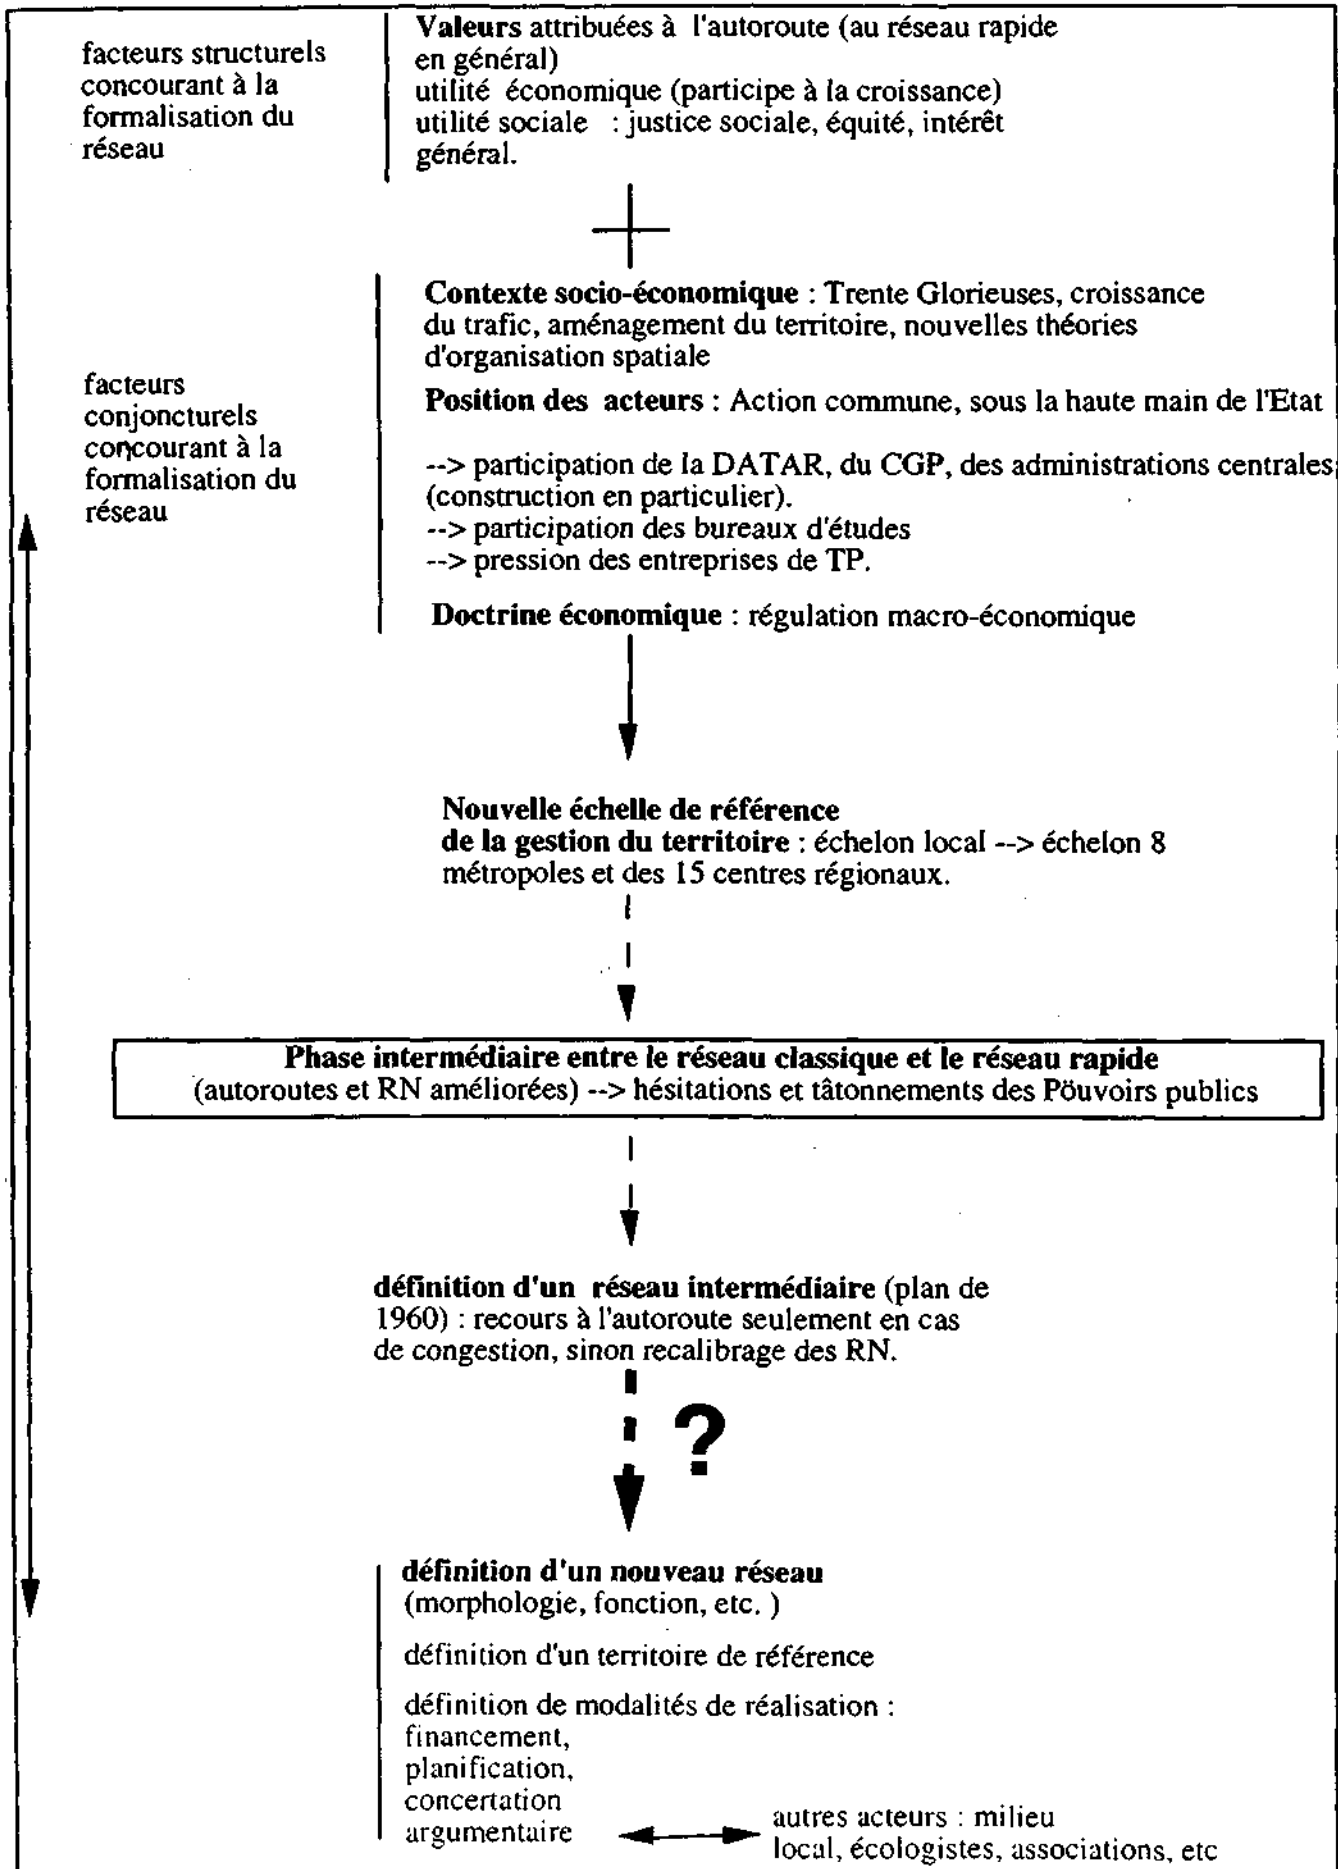 facteurs structurels
concourant à la
formalisation du
réseau
Valeurs attribuées à l'autoroute (au réseau rapide
en général)
utilité économique (participe à la croissance)
utilité sociale : justice sociale, équité, intérêt
général.
facteurs
conjoncturels
concourant à la
formalisation du
réseau
Contexte socio-économique : Trente Glorieuses, croissance
du trafic, aménagement du territoire, nouvelles théories
d'organisation spatiale
Position des acteurs : Action commune, sous la haute main de l'Etat
--> participation de la DATAR, du CGP, des administrations centrales
(construction en particulier).
--> participation des bureaux d'études
--> pression des entreprises de TP.
Doctrine économique : régulation macro-économique
Nouvelle échelle de référence
de la gestion du territoire : échelon local --> échelon 8
métropoles et des 15 centres régionaux.
Phase intermédiaire entre le réseau classique et le réseau rapide
(autoroutes et RN améliorées) --> hésitations et tâtonnements des Pöuvoirs publics
définition d'un réseau intermédiaire (plan de
1960) : recours à l'autoroute seulement en cas
de congestion, sinon recalibrage des RN.
?
définition d'un nouveau réseau
(morphologie, fonction, etc. )
définition d'un territoire de référence
définition de modalités de réalisation :
financement,
planification,
concertation
argumentaire
autres acteurs : milieu
local, écologistes, associations, etc